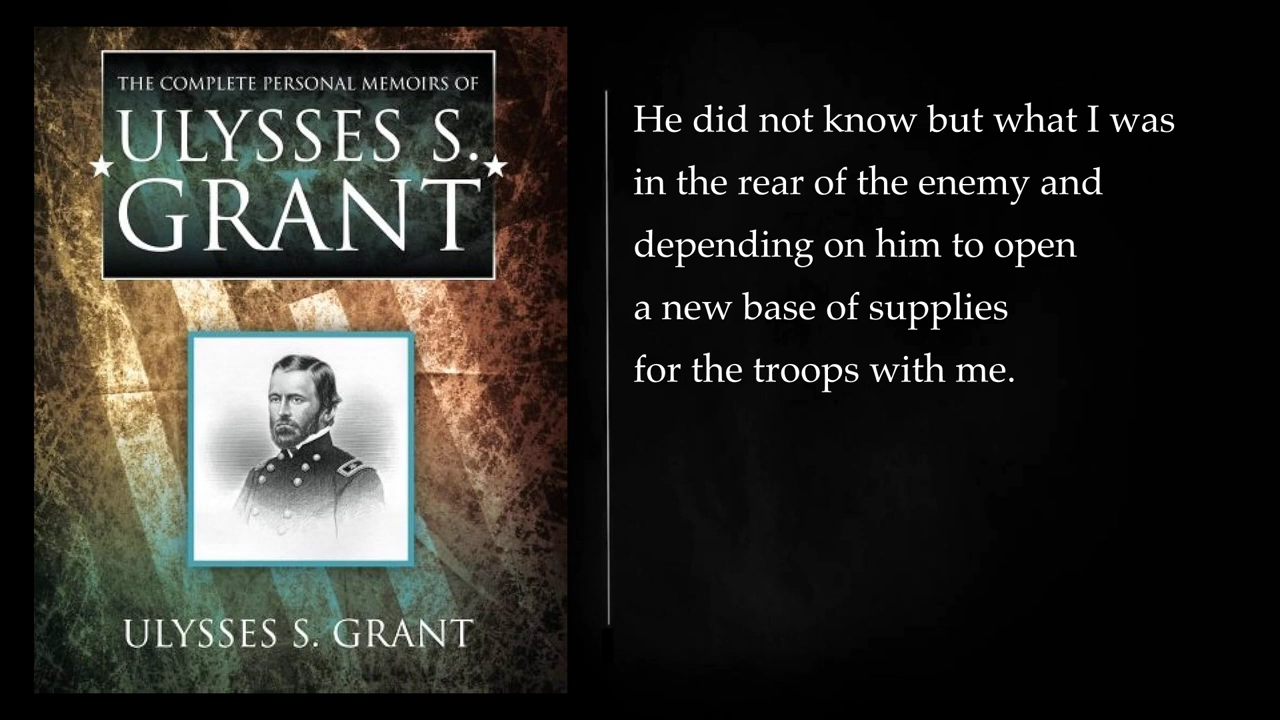 THE COMPLETE PERSONAL MEMOIRS OF
ULYSSES S.
GRANT
ULYSSES S. GRANT
He did not know but what I was
in the rear of the enemy and
depending on him to open
a new base of supplies
for the troops with me.